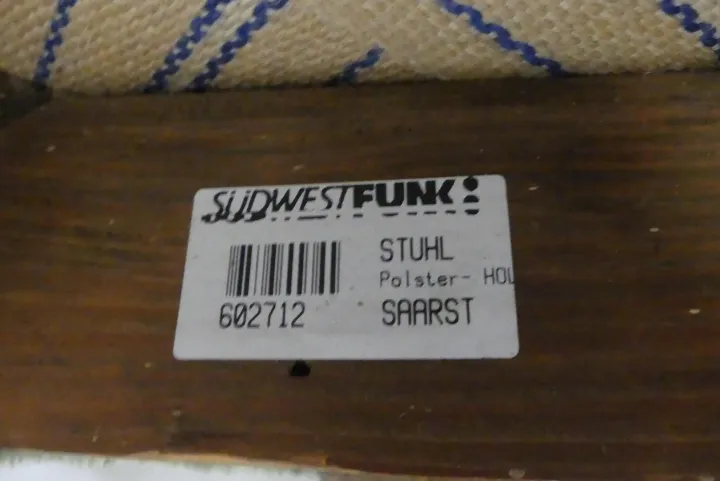 SÜDWESTFUNK
STUHL
Polster- HOL
602712 SAARST